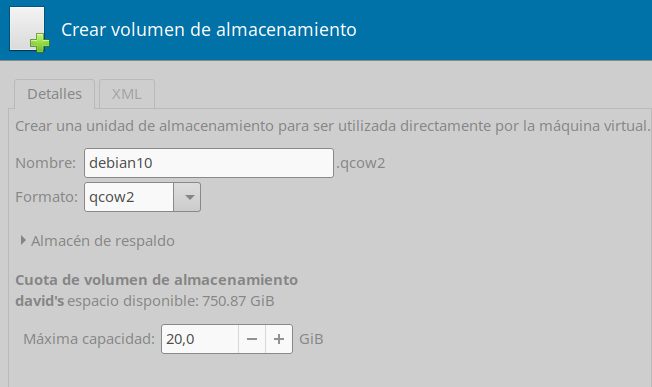 Crear volumen de almacenamiento
Detalles XML
Crear una unidad de almacenamiento para ser utilizada directamente por la máquina virtual.
Nombre: debian10 .qcow2
Formato: qcow2
Almacén de respaldo
Cuota de volumen de almacenamiento
david's espacio disponible: 750.87 GiB
Máxima capacidad: 20,0 − + GiB